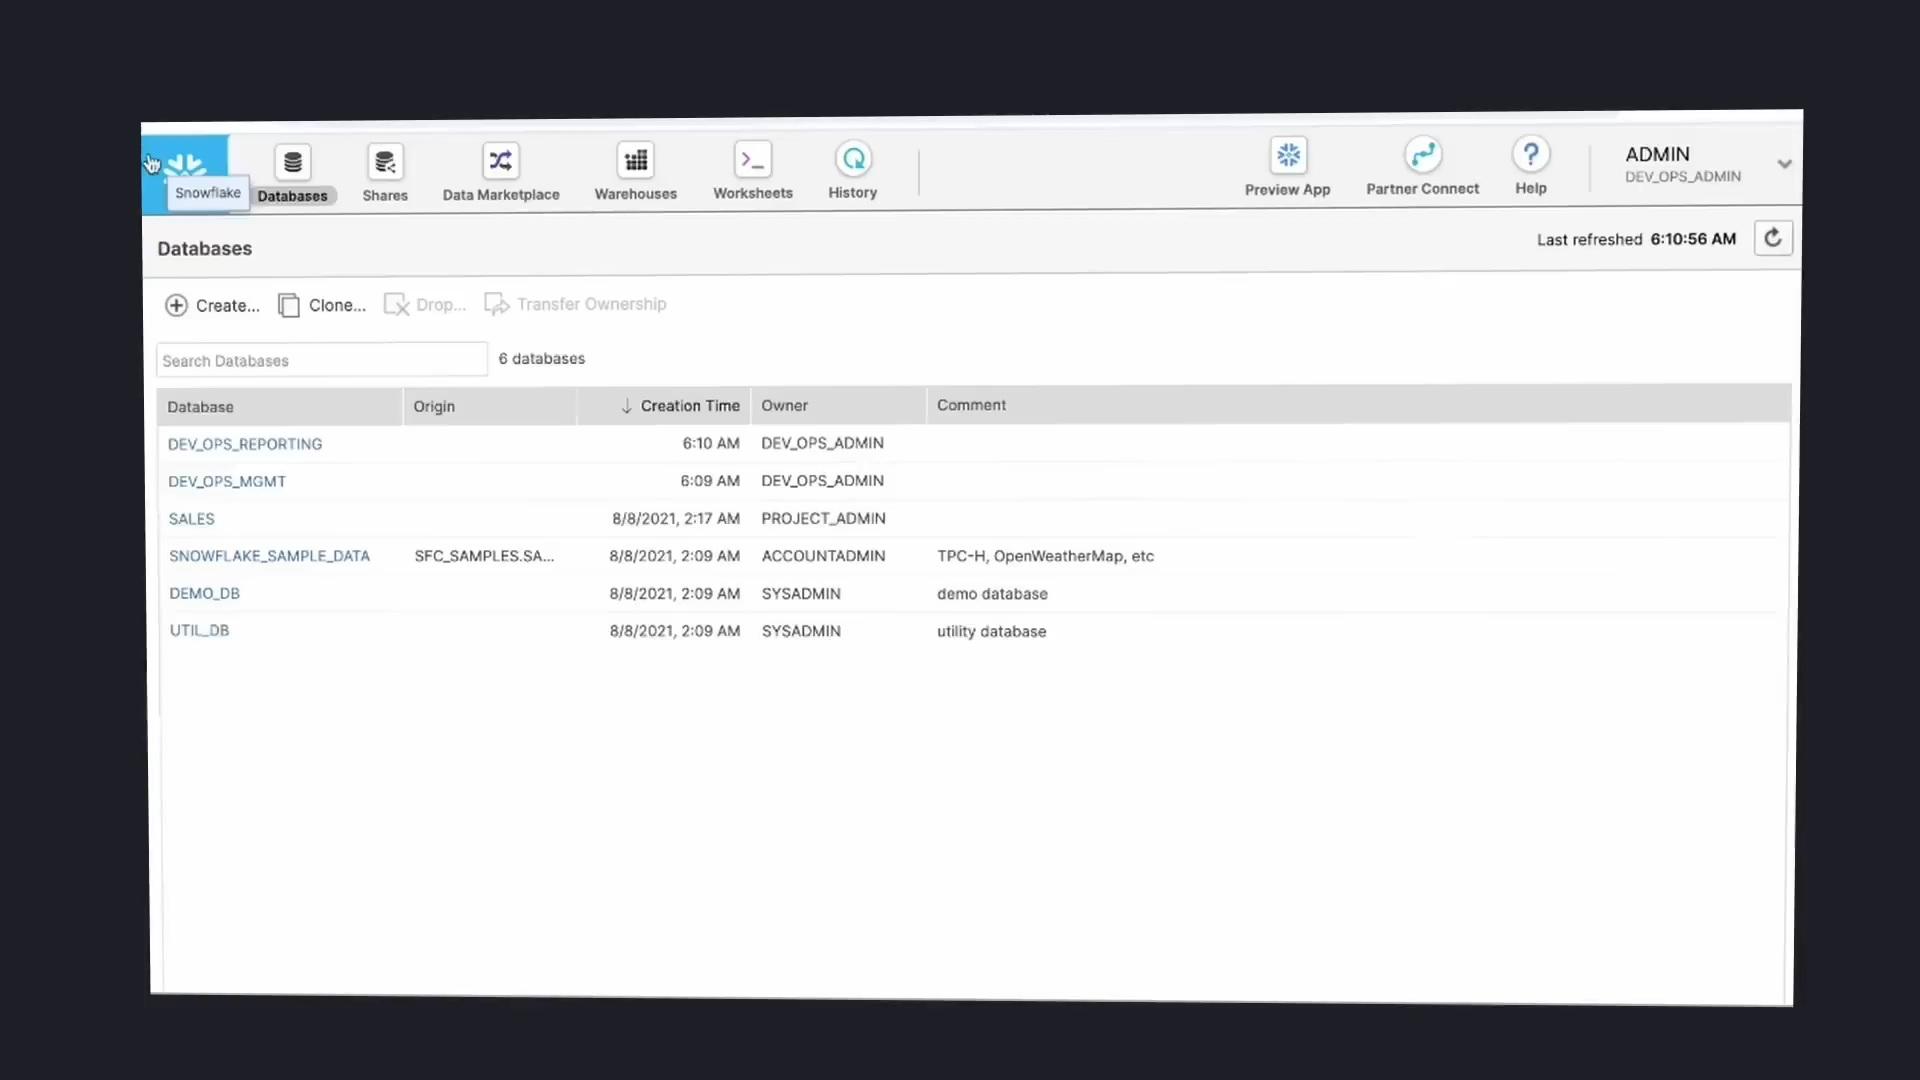 Snowflake
Databases
Shares
Data Marketplace
Warehouses
Worksheets
History
Preview App
Partner Connect
Help
ADMIN
DEV_OPS_ADMIN
Databases
Last refreshed 6:10:56 AM
Create... Clone... Drop... Transfer Ownership
Search Databases 6 databases
Database Origin Creation Time Owner Comment
DEV_OPS_REPORTING 6:10 AM DEV_OPS_ADMIN
DEV_OPS_MGMT 6:09 AM DEV_OPS_ADMIN
SALES 8/8/2021, 2:17 AM PROJECT_ADMIN
SNOWFLAKE_SAMPLE_DATA SFC_SAMPLES.SA... 8/8/2021, 2:09 AM ACCOUNTADMIN TPC-H, OpenWeatherMap, etc
DEMO_DB 8/8/2021, 2:09 AM SYSADMIN demo database
UTIL_DB 8/8/2021, 2:09 AM SYSADMIN utility database